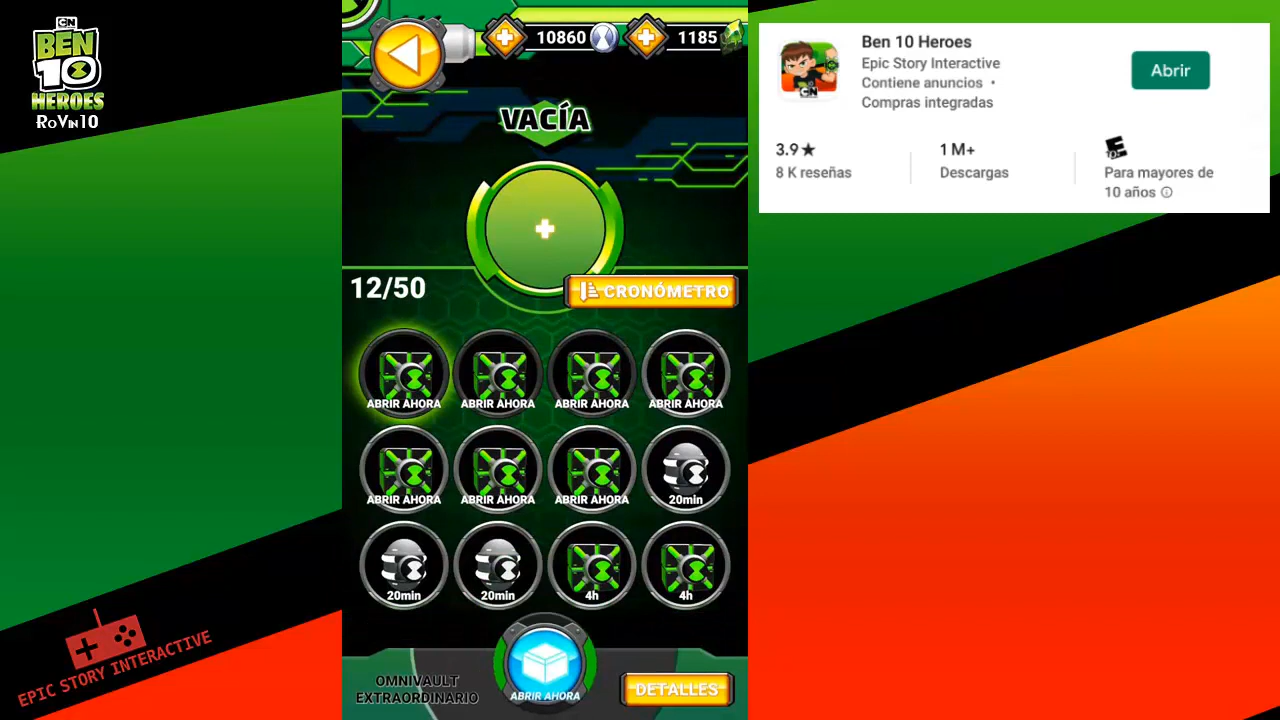 CN
BEN
10
HEROES
RoVin10
10860
1185
VACÍA
12/50
CRONÓMETRO
ABRIR AHORA
ABRIR AHORA
ABRIR AHORA
ABRIR AHORA
ABRIR AHORA
ABRIR AHORA
ABRIR AHORA
20min
20min
20min
4h
4h
OMNIVAULT
EXTRAORDINARIO
ABRIR AHORA
DETALLES
Ben 10 Heroes
Epic Story Interactive
Contiene anuncios •
Compras integradas
Abrir
CN
3.9★
8 K reseñas
1 M+
Descargas
E
Para mayores de
10 años
EPIC STORY INTERACTIVE